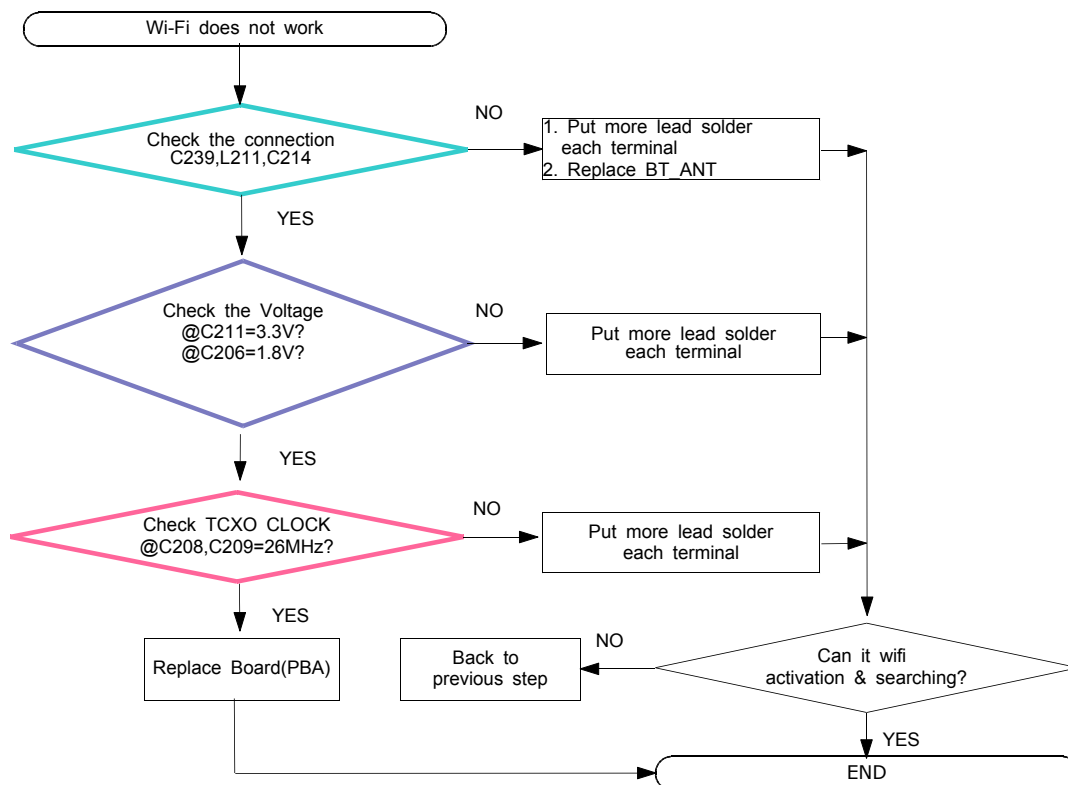 Wi-Fi does not work
Check the connection
C239,L211,C214
NO
1. Put more lead solder
each terminal
2. Replace BT_ANT
YES
Check the Voltage
@C211=3.3V?
@C206=1.8V?
NO
Put more lead solder
each terminal
YES
Check TCXO CLOCK
@C208,C209=26MHz?
NO
Put more lead solder
each terminal
YES
Replace Board(PBA)
Back to
previous step
NO
Can it wifi
activation & searching?
YES
END